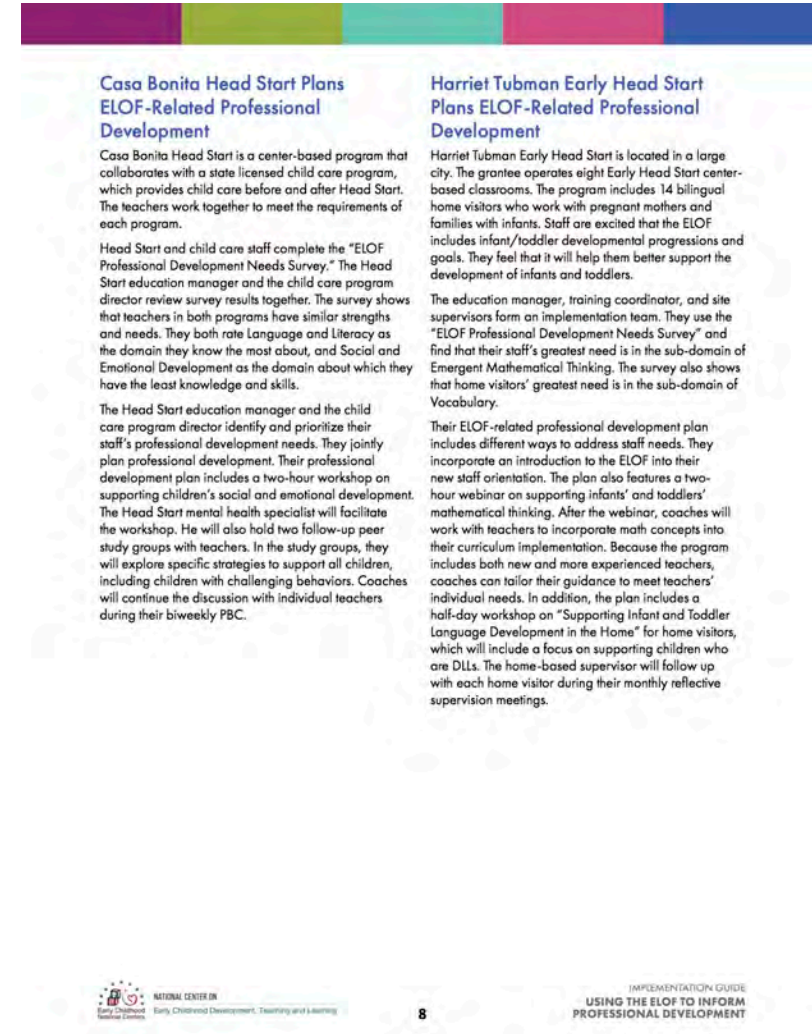 Casa Bonita Head Start Plans
ELOF-Related Professional
Development
Casa Bonita Head Start is a center-based program that
collaborates with a state licensed child care program,
which provides child care before and after Head Start.
The teachers work together to meet the requirements of
each program.
Head Start and child care staff complete the "ELOF
Professional Development Needs Survey." The Head
Start education manager and the child care program
director review survey results together. The survey shows
that teachers in both programs have similar strengths
and needs. They both rate Language and Literacy as
the domain they know the most about, and Social and
Emotional Development as the domain about which they
have the least knowledge and skills.
The Head Start education manager and the child
care program director identify and prioritize their
staff's professional development needs. They jointly
plan professional development. Their professional
development plan includes a two-hour workshop on
supporting children's social and emotional development.
The Head Start mental health specialist will facilitate
the workshop. He will also hold two follow-up peer
study groups with teachers. In the study groups, they
will explore specific strategies to support all children,
including children with challenging behaviors. Coaches
will continue the discussion with individual teachers
during their biweekly PBC.
Harriet Tubman Early Head Start
Plans ELOF-Related Professional
Development
Harriet Tubman Early Head Start is located in a large
city. The grantee operates eight Early Head Start center-
based classrooms. The program includes 14 bilingual
home visitors who work with pregnant mothers and
families with infants. Staff are excited that the ELOF
includes infant/toddler developmental progressions and
goals. They feel that it will help them better support the
development of infants and toddlers.
The education manager, training coordinator, and site
supervisors form an implementation team. They use the
"ELOF Professional Development Needs Survey" and
find that their staff's greatest need is in the sub-domain of
Emergent Mathematical Thinking. The survey also shows
that home visitors' greatest need is in the sub-domain of
Vocabulary.
Their ELOF-related professional development plan
includes different ways to address staff needs. They
incorporate an introduction to the ELOF into their
new staff orientation. The plan also features a two-
hour webinar on supporting infants' and toddlers'
mathematical thinking. After the webinar, coaches will
work with teachers to incorporate math concepts into
their curriculum implementation. Because the program
includes both new and more experienced teachers,
coaches can tailor their guidance to meet teachers'
individual needs. In addition, the plan includes a
half-day workshop on "Supporting Infant and Toddler
Language Development in the Home" for home visitors,
which will include a focus on supporting children who
are DLLs. The home-based supervisor will follow up
with each home visitor during their monthly reflective
supervision meetings.
Early Childhood
National Centers
NATIONAL CENTER ON
Early Childhood Development, Teaching and Learning
8
IMPLEMENTATION GUIDE
USING THE ELOF TO INFORM
PROFESSIONAL DEVELOPMENT